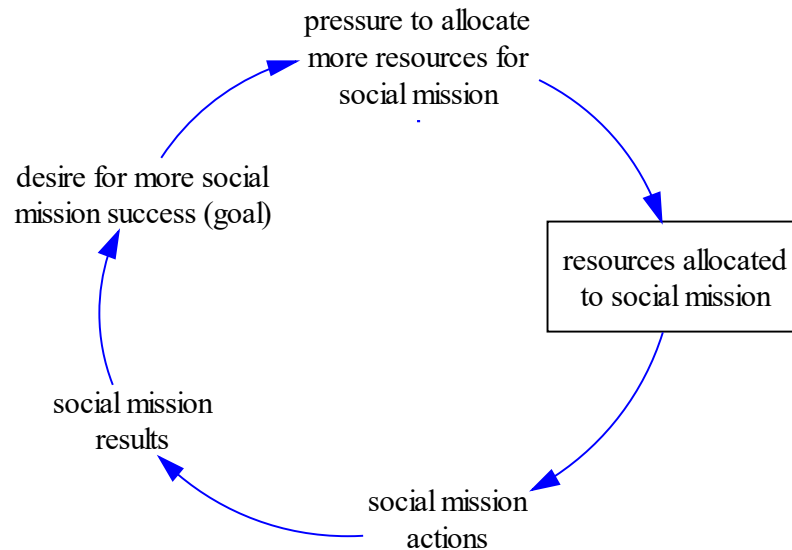 pressure to allocate
more resources for
social mission
desire for more social
mission success (goal)
resources allocated
to social mission
social mission
results
social mission
actions